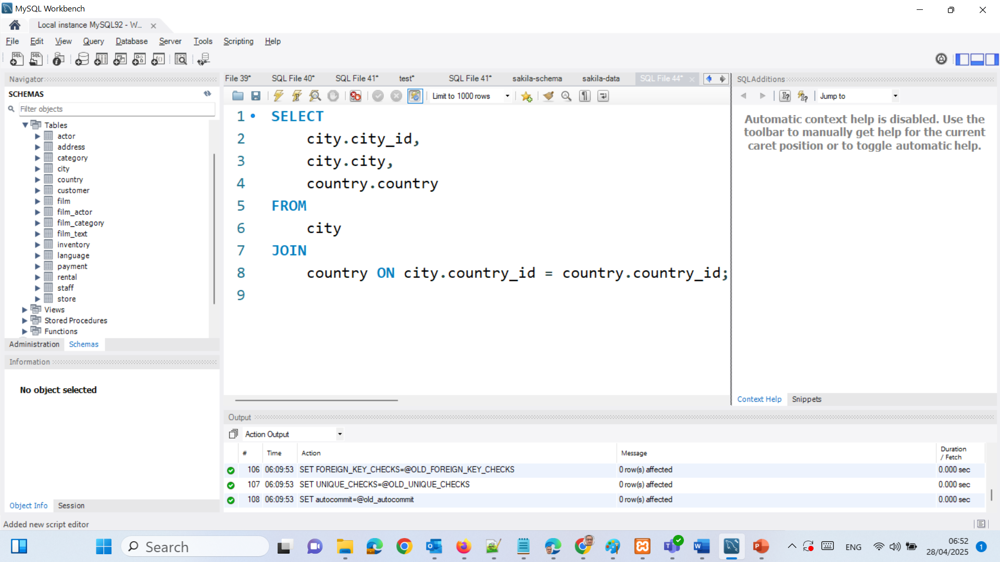 MySQL Workbench
Local instance MySQL92 - W...
File Edit View Query Database Server Tools Scripting Help
Navigator
SCHEMAS
Filter objects
Tables
actor
address
category
city
country
customer
film
film_actor
film_category
film_text
inventory
language
payment
rental
staff
store
Views
Stored Procedures
Functions
Administration Schemas
Information
No object selected
Object Info Session
Added new script editor
File 39* SQL File 40* SQL File 41* test* SQL File 41* sakila-schema sakila-data SQL File 44*
Limit to 1000 rows
1 SELECT
2 city.city_id,
3 city.city,
4 country.country
5 FROM
6 city
7 JOIN
8 country ON city.country_id = country.country_id;
9
SQLAdditions
Jump to
Automatic context help is disabled. Use the
toolbar to manually get help for the current
caret position or to toggle automatic help.
Context Help Snippets
Output
Action Output
# Time Action Message Duration / Fetch
106 06:09:53 SET FOREIGN_KEY_CHECKS=@OLD_FOREIGN_KEY_CHECKS 0 row(s) affected 0.000 sec
107 06:09:53 SET UNIQUE_CHECKS=@OLD_UNIQUE_CHECKS 0 row(s) affected 0.000 sec
108 06:09:53 SET autocommit=@old_autocommit 0 row(s) affected 0.000 sec
Search
ENG
06:52
28/04/2025
1